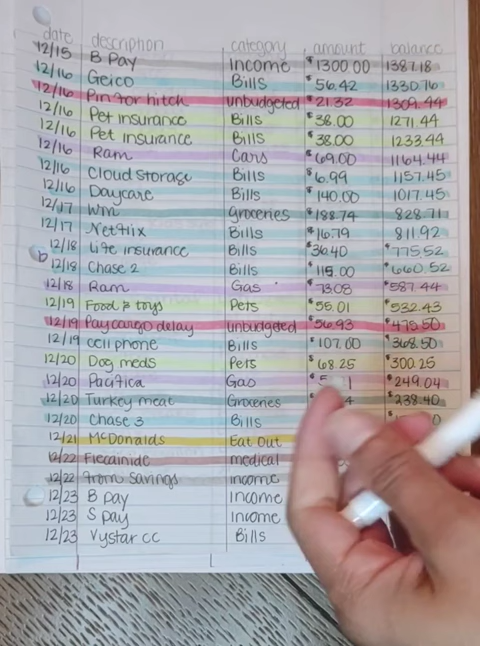 date description category amount balance
12/15 B Pay Income $1300.00 1387.18
12/16 Geico Bills $56.42 1330.76
12/16 Pin for hitch unbudgeted $21.32 1309.44
12/16 Pet insurance Bills $38.00 1271.44
12/16 Pet insurance Bills $38.00 1233.44
12/16 Ram Cars $69.00 1164.44
12/16 Cloud storage Bills $6.99 1157.45
12/16 Daycare Bills $140.00 1017.45
12/17 Wm Groceries $188.74 828.71
12/17 Netflix Bills $16.79 811.92
12/18 Life insurance Bills $36.40 $775.52
12/18 Chase 2 Bills $115.00 $660.52
12/18 Ram Gas $73.08 $587.44
12/19 Food & toys Pets $55.01 $532.43
12/19 Paycargo delay unbudgeted $56.93 $475.50
12/19 cell phone Bills $107.00 $368.50
12/20 Dog meds Pets $68.25 $300.25
12/20 Pacifica Gas $249.04
12/20 Turkey meat Groceries $238.40
12/20 Chase 3 Bills
12/21 McDonalds Eat Out
12/22 Flecainide medical
12/22 From Savings income
12/23 B pay Income
12/23 S pay Income
12/23 Vystar cc Bills